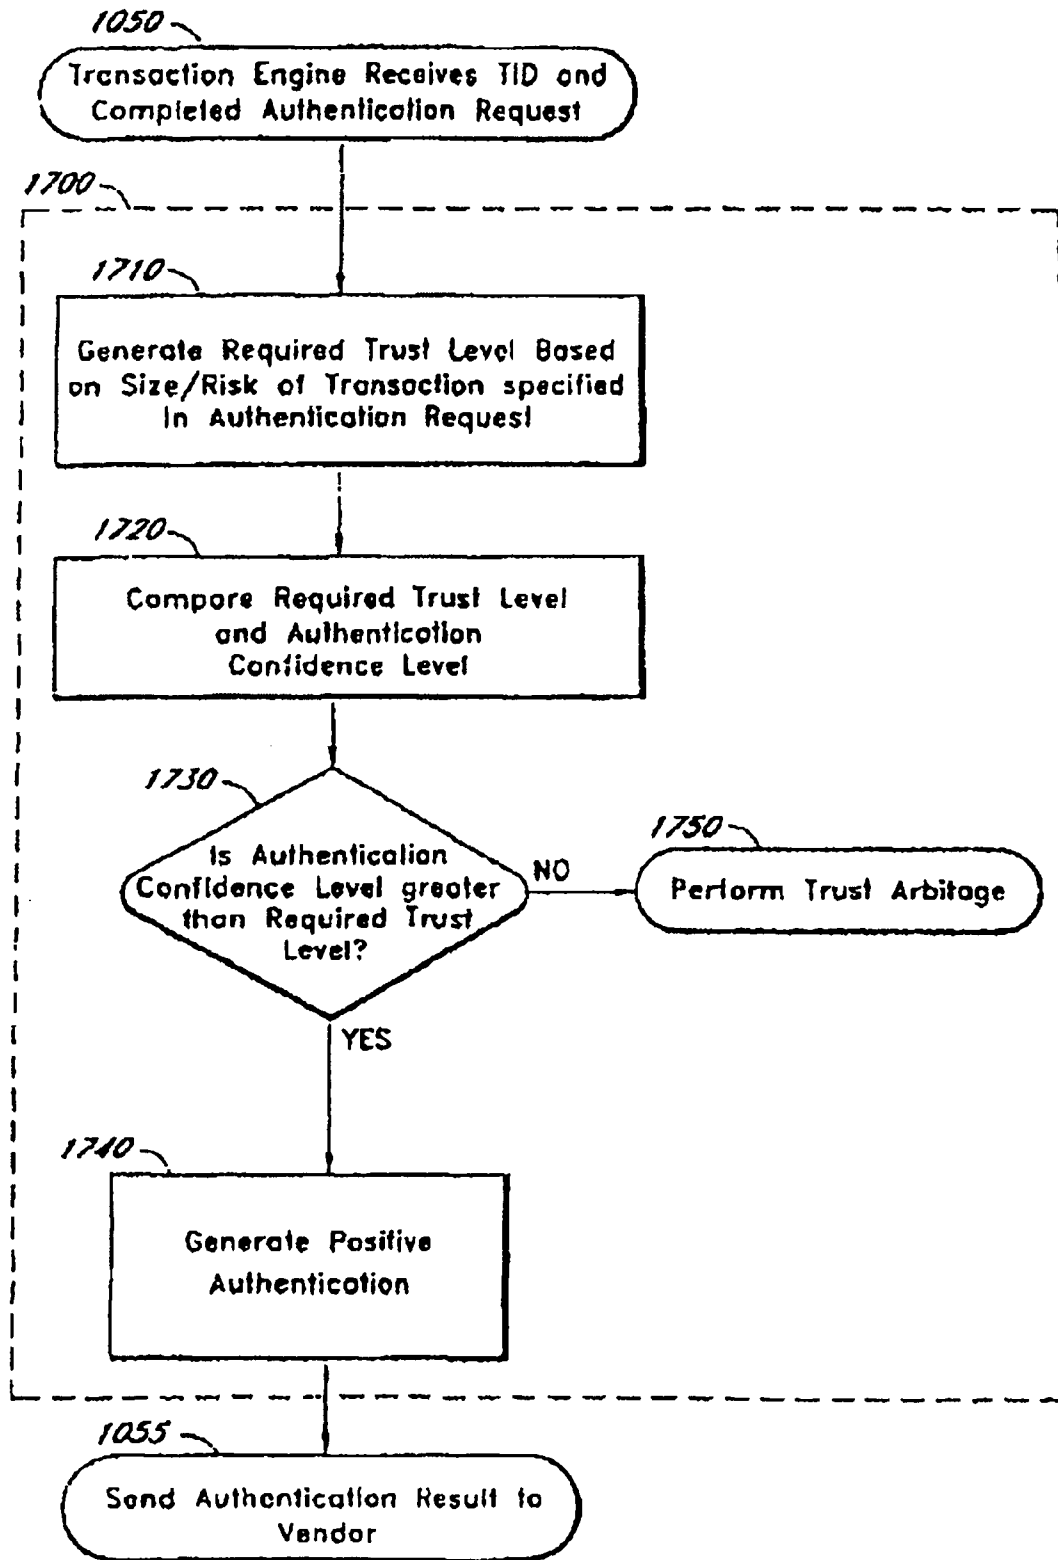 1050
Transaction Engine Receives TID and
Completed Authentication Request
1700
1710
Generate Required Trust Level Based
on Size/Risk of Transaction specified
in Authentication Request
1720
Compare Required Trust Level
and Authentication
Confidence Level
1730
Is Authentication
Confidence Level greater
than Required Trust
Level?
NO
1750
Perform Trust Arbitage
YES
1740
Generate Positive
Authentication
1055
Send Authentication Result to
Vendor